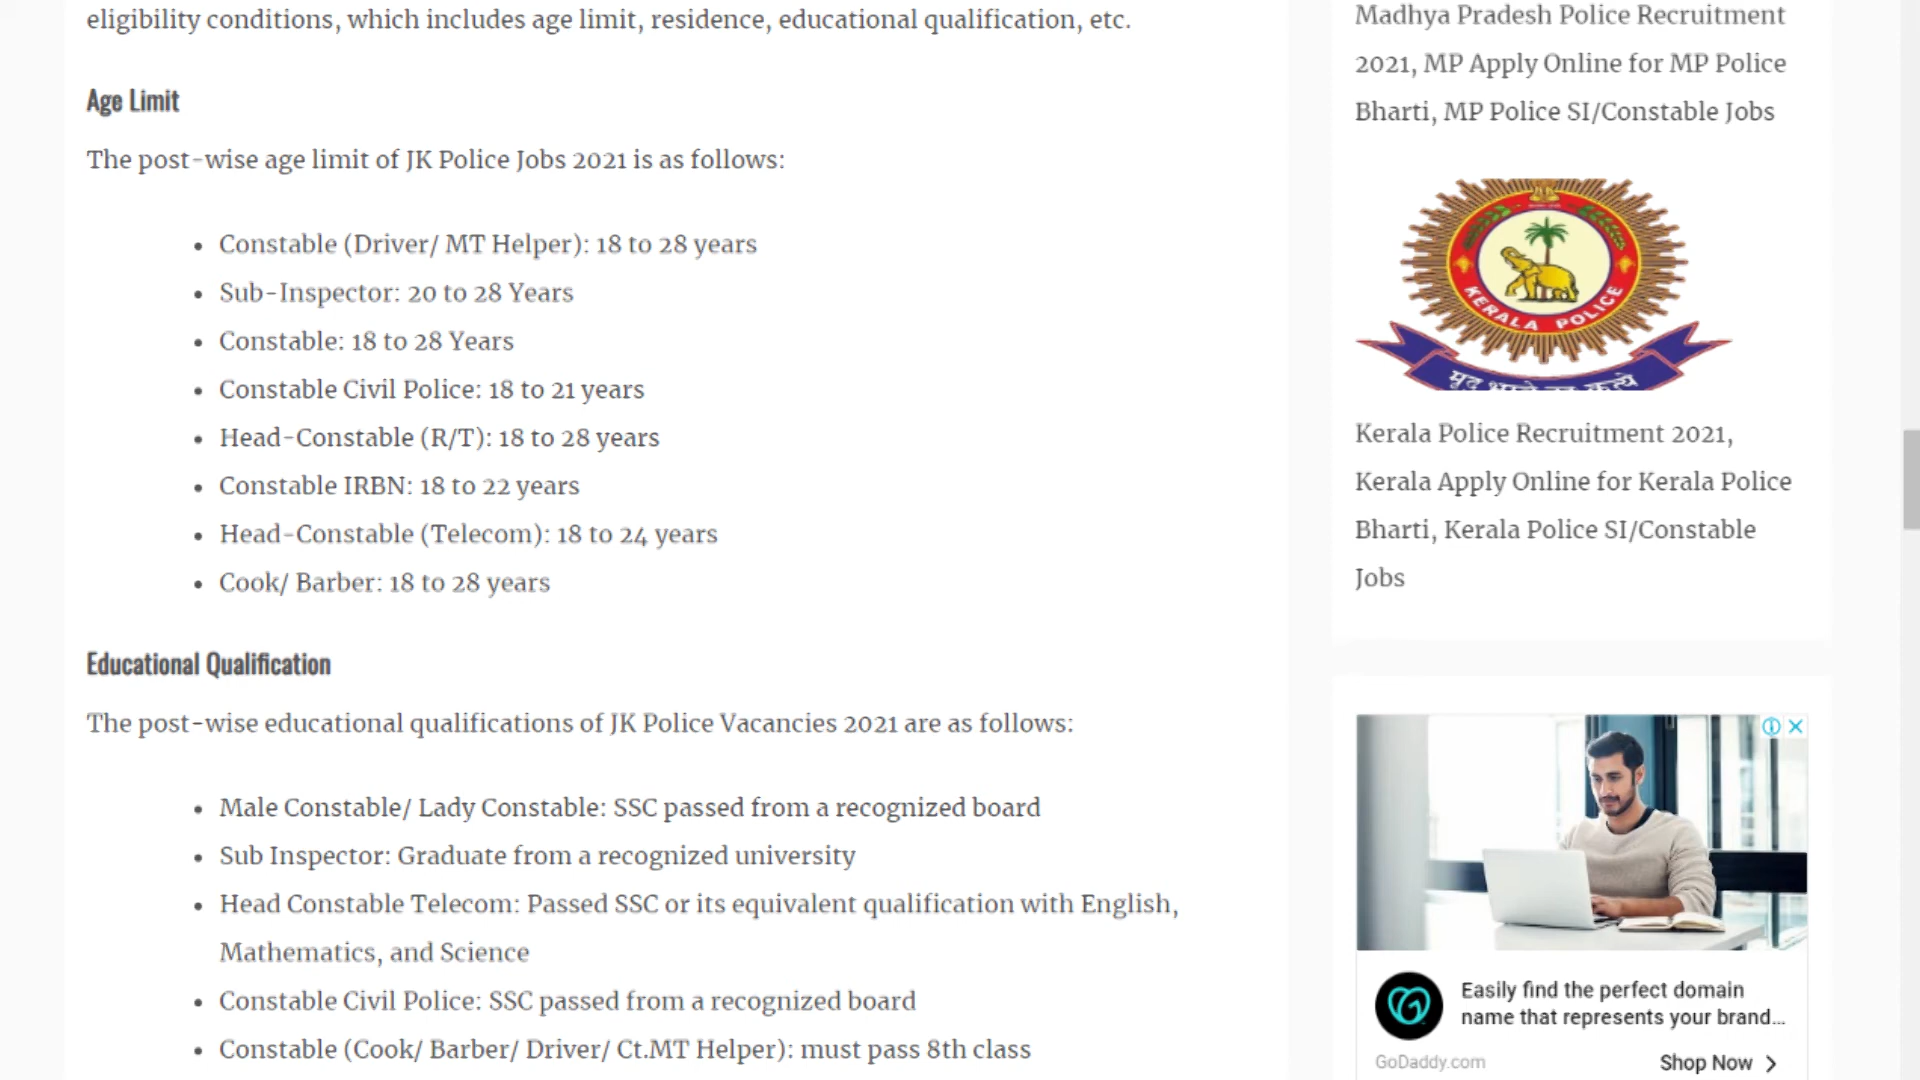 eligibility conditions, which includes age limit, residence, educational qualification, etc.
Age Limit
The post-wise age limit of JK Police Jobs 2021 is as follows:
• Constable (Driver/ MT Helper): 18 to 28 years
• Sub-Inspector: 20 to 28 Years
• Constable: 18 to 28 Years
• Constable Civil Police: 18 to 21 years
• Head-Constable (R/T): 18 to 28 years
• Constable IRBN: 18 to 22 years
• Head-Constable (Telecom): 18 to 24 years
• Cook/ Barber: 18 to 28 years
Educational Qualification
The post-wise educational qualifications of JK Police Vacancies 2021 are as follows:
• Male Constable/ Lady Constable: SSC passed from a recognized board
• Sub Inspector: Graduate from a recognized university
• Head Constable Telecom: Passed SSC or its equivalent qualification with English,
Mathematics, and Science
• Constable Civil Police: SSC passed from a recognized board
• Constable (Cook/ Barber/ Driver/ Ct.MT Helper): must pass 8th class
Madhya Pradesh Police Recruitment
2021, MP Apply Online for MP Police
Bharti, MP Police SI/Constable Jobs
KERALA POLICE
Kerala Police Recruitment 2021,
Kerala Apply Online for Kerala Police
Bharti, Kerala Police SI/Constable
Jobs
Easily find the perfect domain
name that represents your brand...
GoDaddy.com
Shop Now